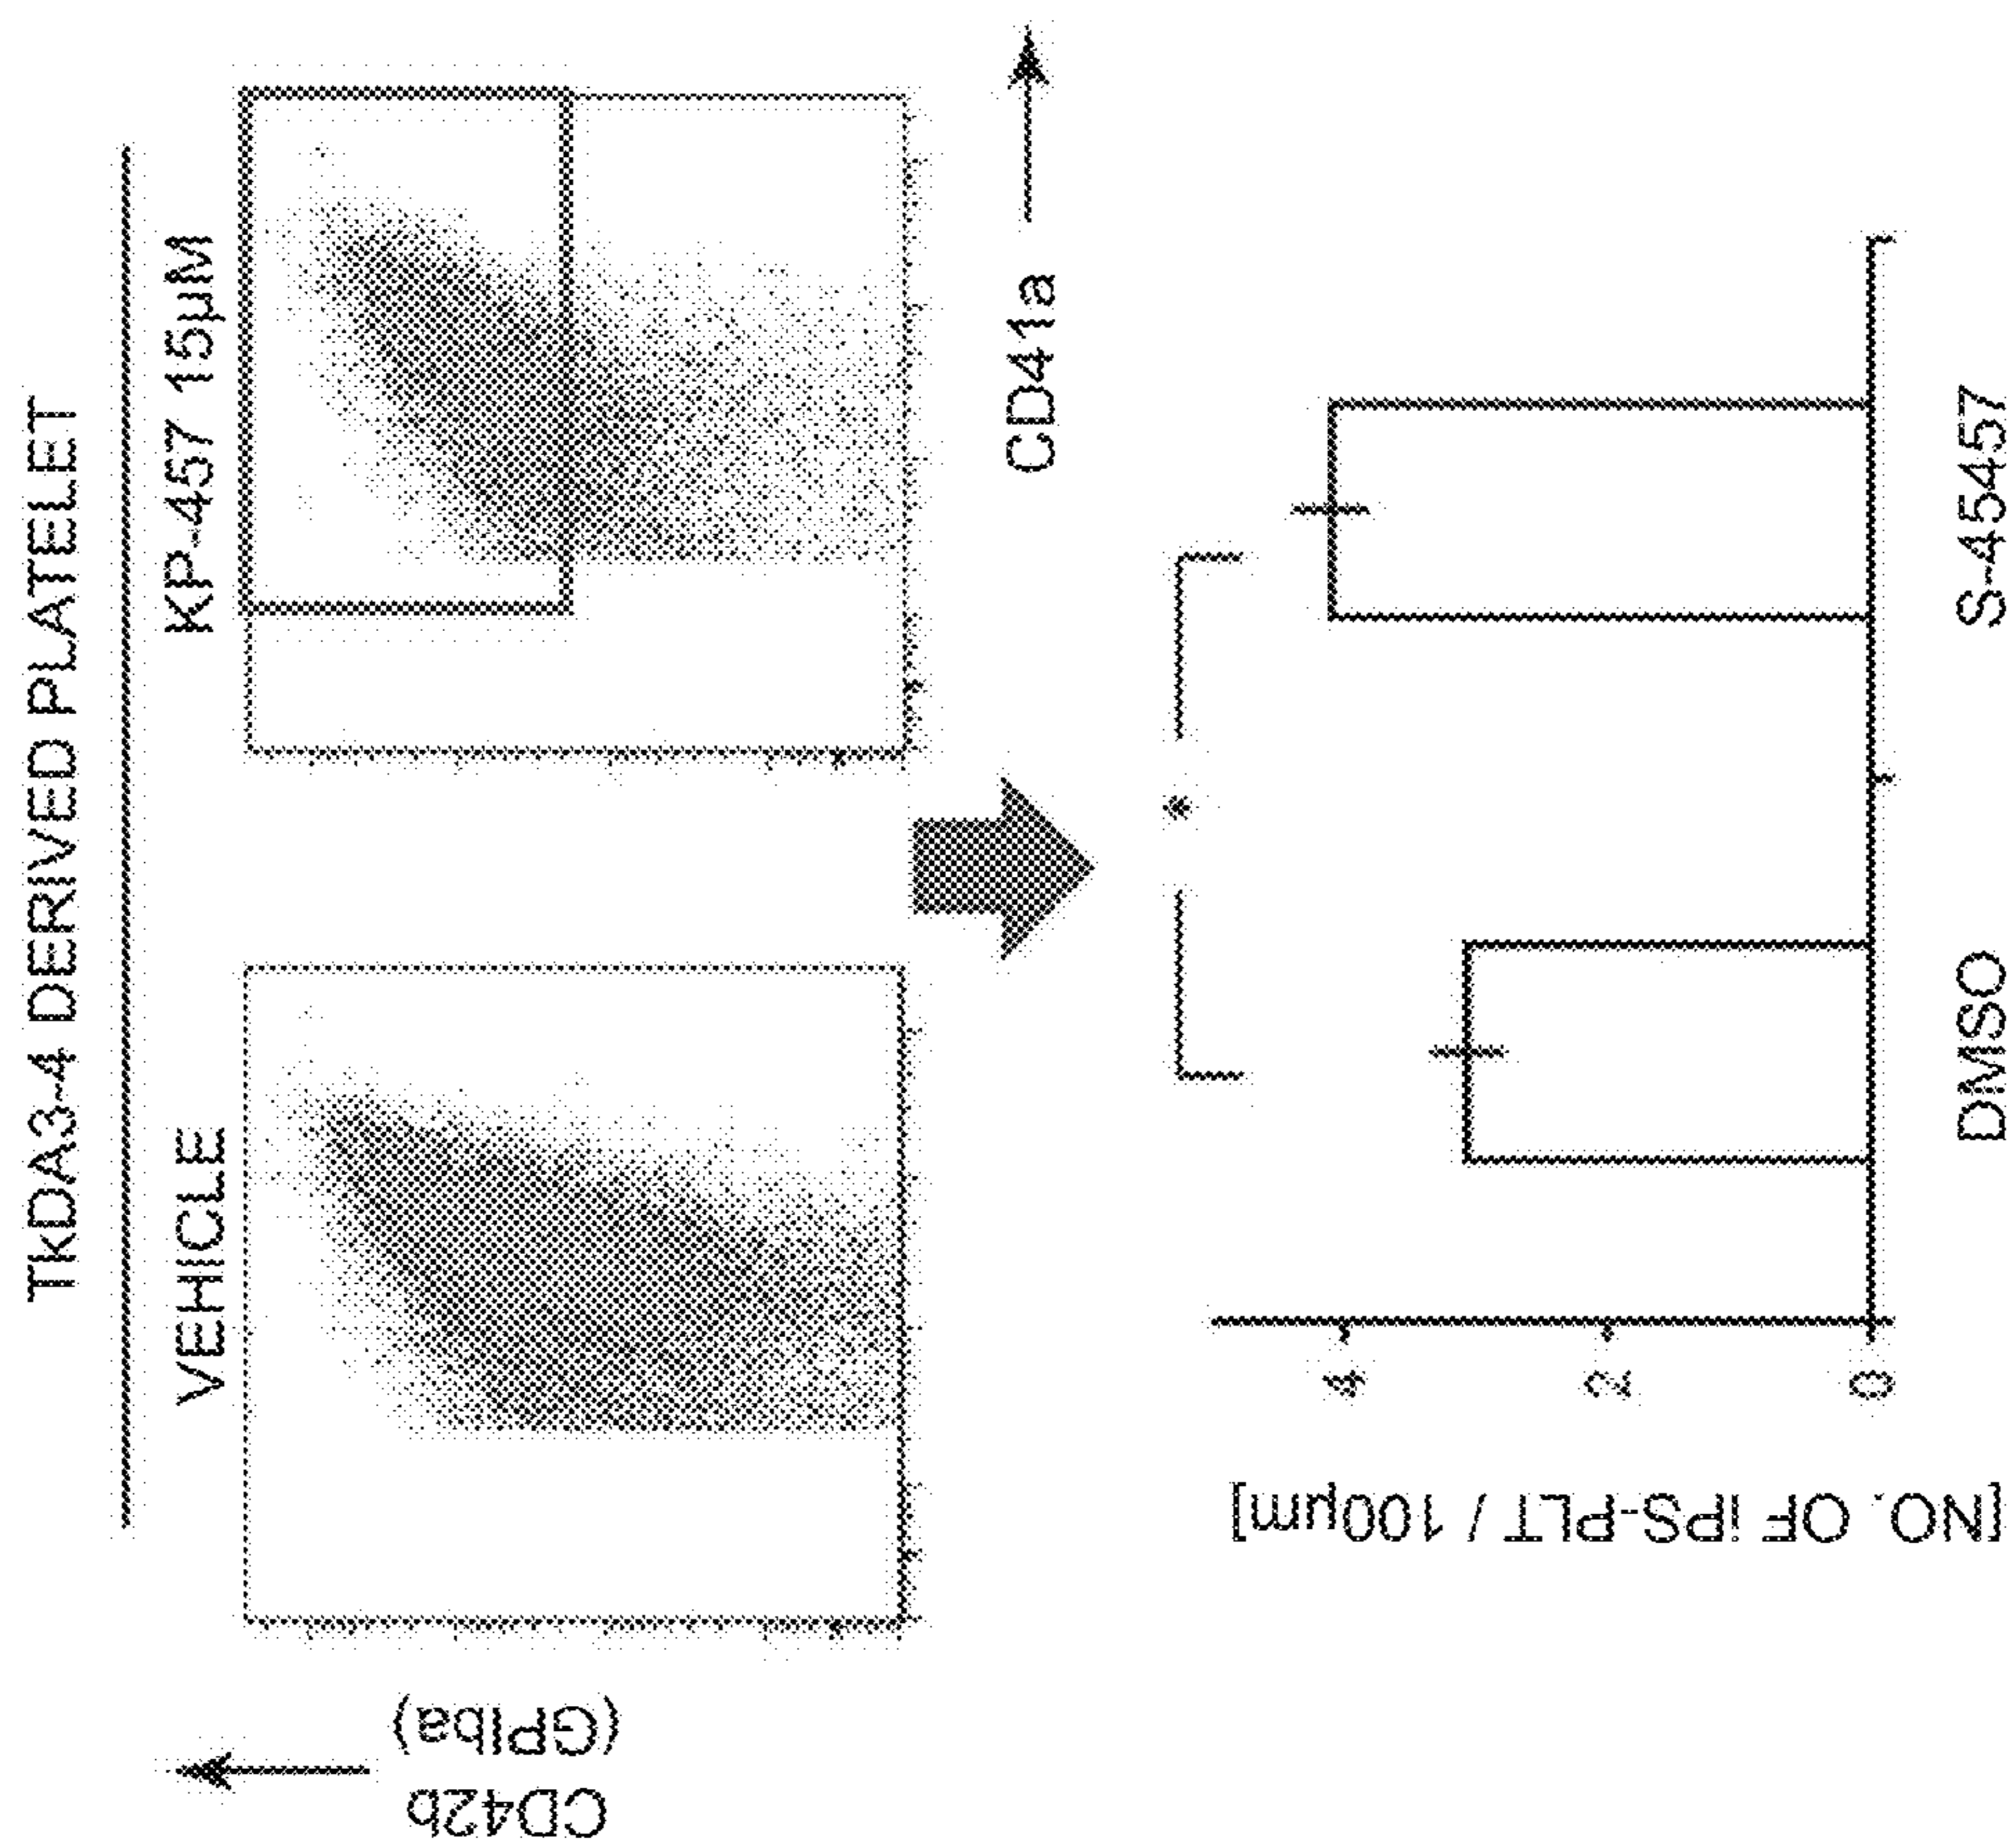 TkDA3-4 DERIVED PLATELET
VEHICLE
KP-457 15µM
CD42b
(GPIba)
CD41a
[NO. OF iPS-PLT / 100µm]
4
2
0
*
DMSO
S-45457